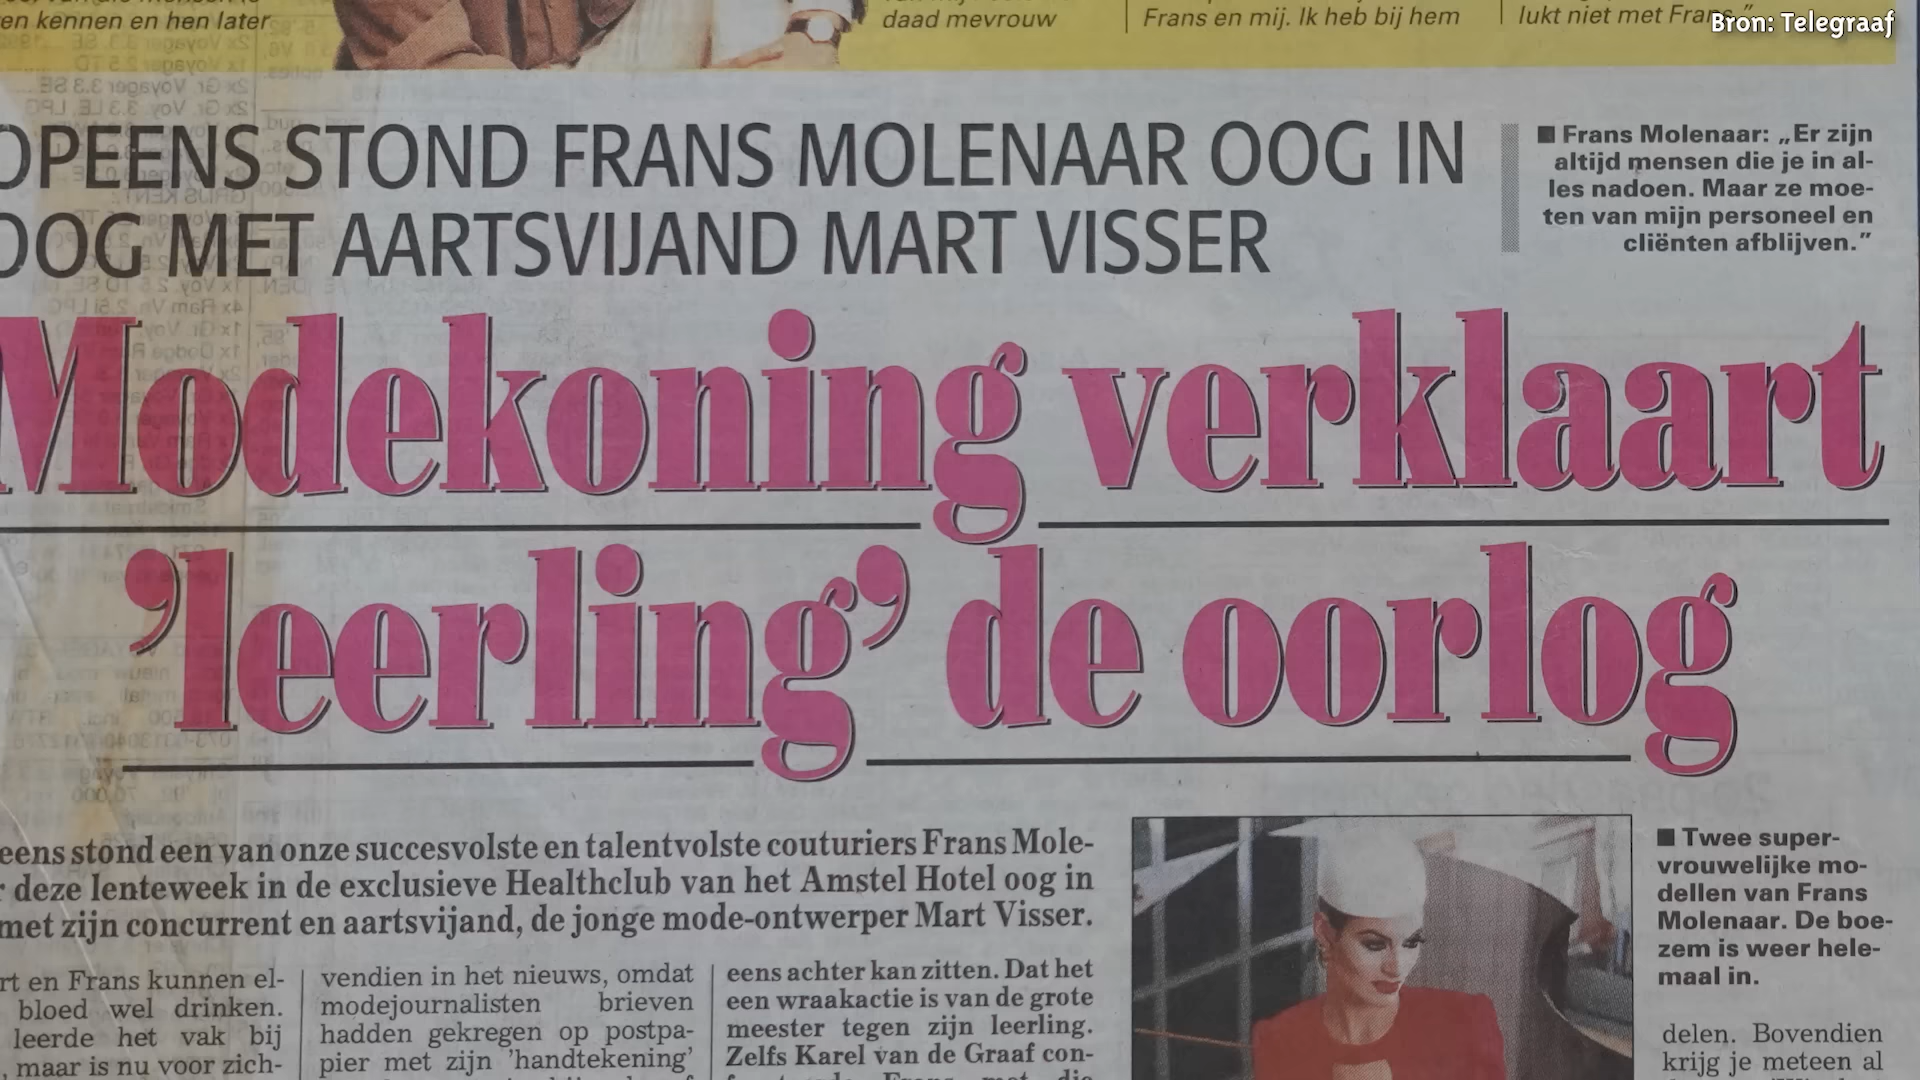 en kennen en hen later
daad mevrouw
Frans en mij. Ik heb bij hem
lukt niet met Frans."
Bron: Telegraaf
OPEENS STOND FRANS MOLENAAR OOG IN
OOG MET AARTSVIJAND MART VISSER
■ Frans Molenaar: „Er zijn
altijd mensen die je in al-
les nadoen. Maar ze moe-
ten van mijn personeel en
cliënten afblijven.”
Modekoning verklaart
’leerling’ de oorlog
eens stond een van onze succesvolste en talentvolste couturiers Frans Mole-
r deze lenteweek in de exclusieve Healthclub van het Amstel Hotel oog in
met zijn concurrent en aartsvijand, de jonge mode-ontwerper Mart Visser.
rt en Frans kunnen el-
bloed wel drinken.
leerde het vak bij
, maar is nu voor zich-
vendien in het nieuws, omdat
modejournalisten brieven
hadden gekregen op postpa-
pier met zijn ’handtekening’
eens achter kan zitten. Dat het
een wraakactie is van de grote
meester tegen zijn leerling.
Zelfs Karel van de Graaf con-
■ Twee super-
vrouwelijke mo-
dellen van Frans
Molenaar. De boe-
zem is weer hele-
maal in.
delen. Bovendien
krijg je meteen al